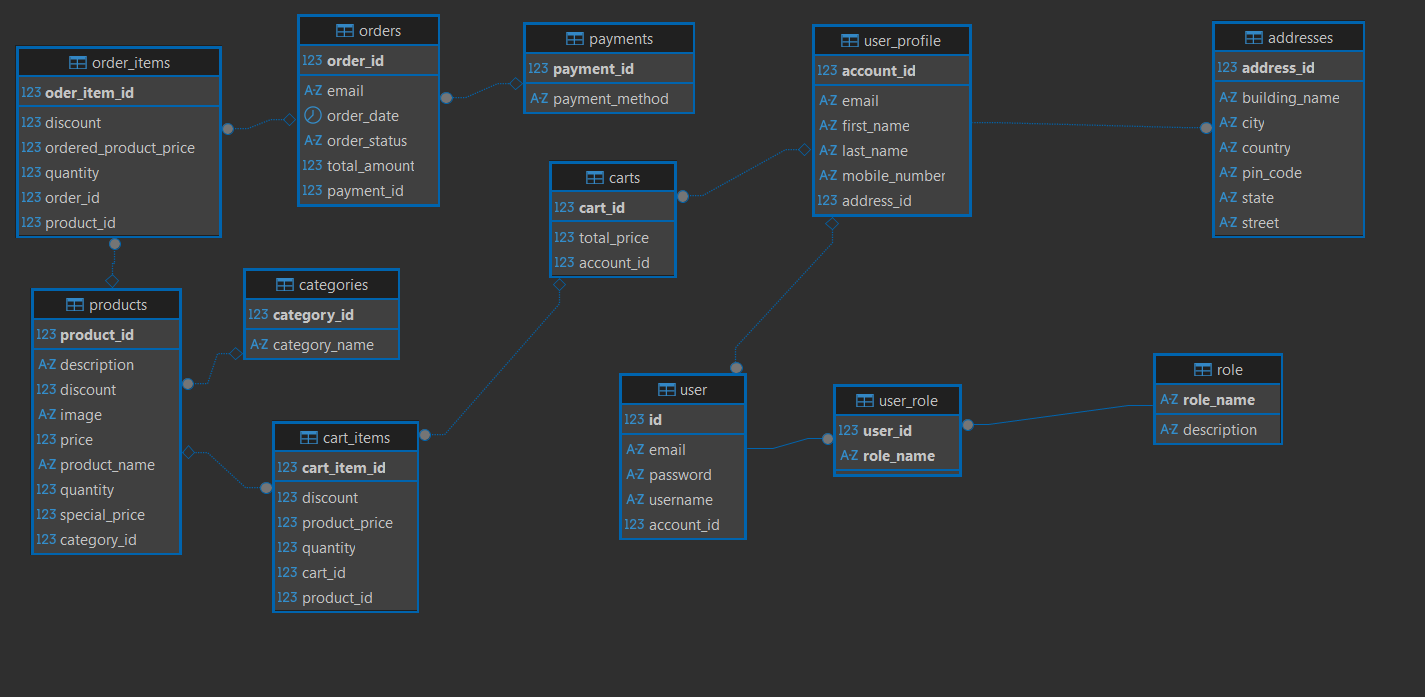 order_items
123 oder_item_id
123 discount
123 ordered_product_price
123 quantity
123 order_id
123 product_id
orders
123 order_id
A-Z email
order_date
A-Z order_status
123 total_amount
123 payment_id
payments
123 payment_id
A-Z payment_method
user_profile
123 account_id
A-Z email
A-Z first_name
A-Z last_name
A-Z mobile_number
123 address_id
addresses
123 address_id
A-Z building_name
A-Z city
A-Z country
A-Z pin_code
A-Z state
A-Z street
carts
123 cart_id
123 total_price
123 account_id
products
123 product_id
A-Z description
123 discount
A-Z image
123 price
A-Z product_name
123 quantity
123 special_price
123 category_id
categories
123 category_id
A-Z category_name
cart_items
123 cart_item_id
123 discount
123 product_price
123 quantity
123 cart_id
123 product_id
user
123 id
A-Z email
A-Z password
A-Z username
123 account_id
user_role
123 user_id
A-Z role_name
role
A-Z role_name
A-Z description